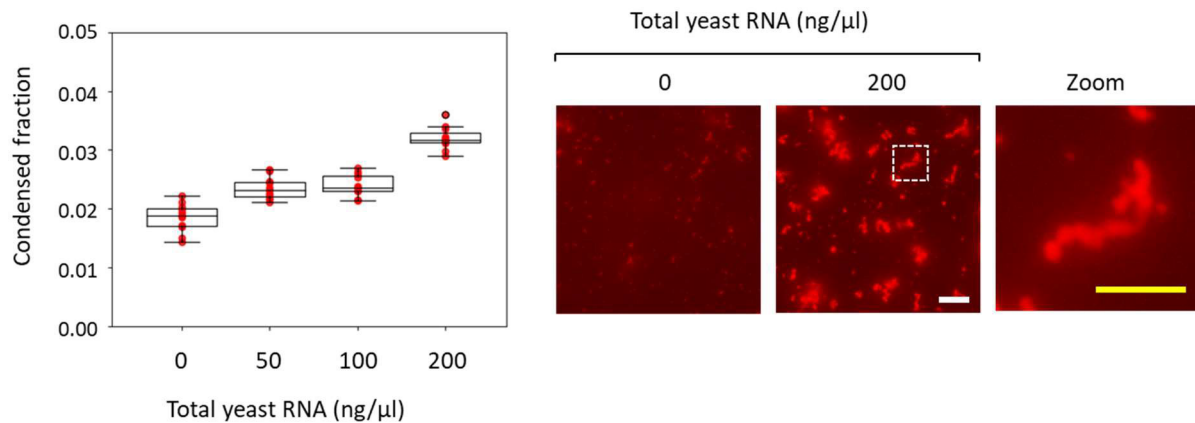 Condensed fraction
0.05
0.04
0.03
0.02
0.01
0.00
0 50 100 200
Total yeast RNA (ng/µl)
Total yeast RNA (ng/µl)
0 200 Zoom